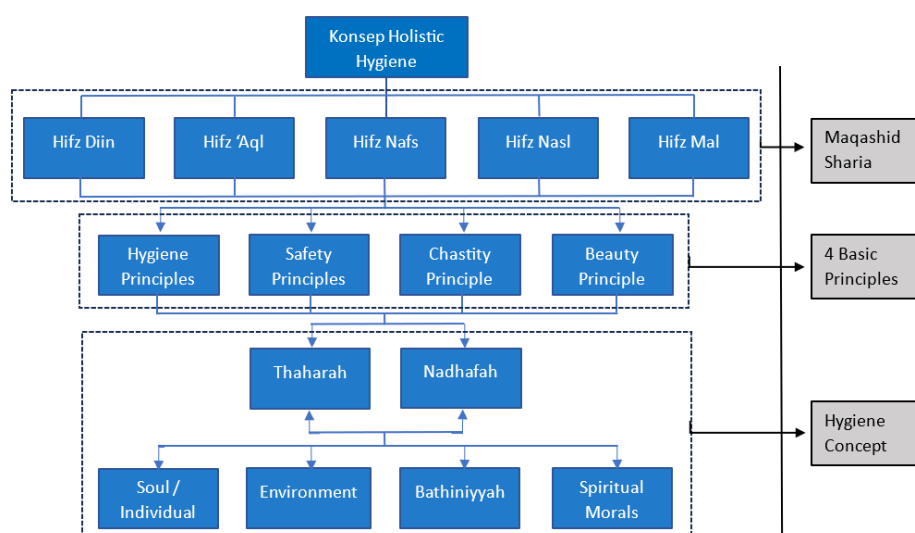 Konsep Holistic
Hygiene
Hifz Diin
Hifz ‘Aql
Hifz Nafs
Hifz Nasl
Hifz Mal
Maqashid
Sharia
Hygiene
Principles
Safety
Principles
Chastity
Principle
Beauty
Principle
4 Basic
Principles
Thaharah
Nadhafah
Hygiene
Concept
Soul /
Individual
Environment
Bathiniyyah
Spiritual
Morals